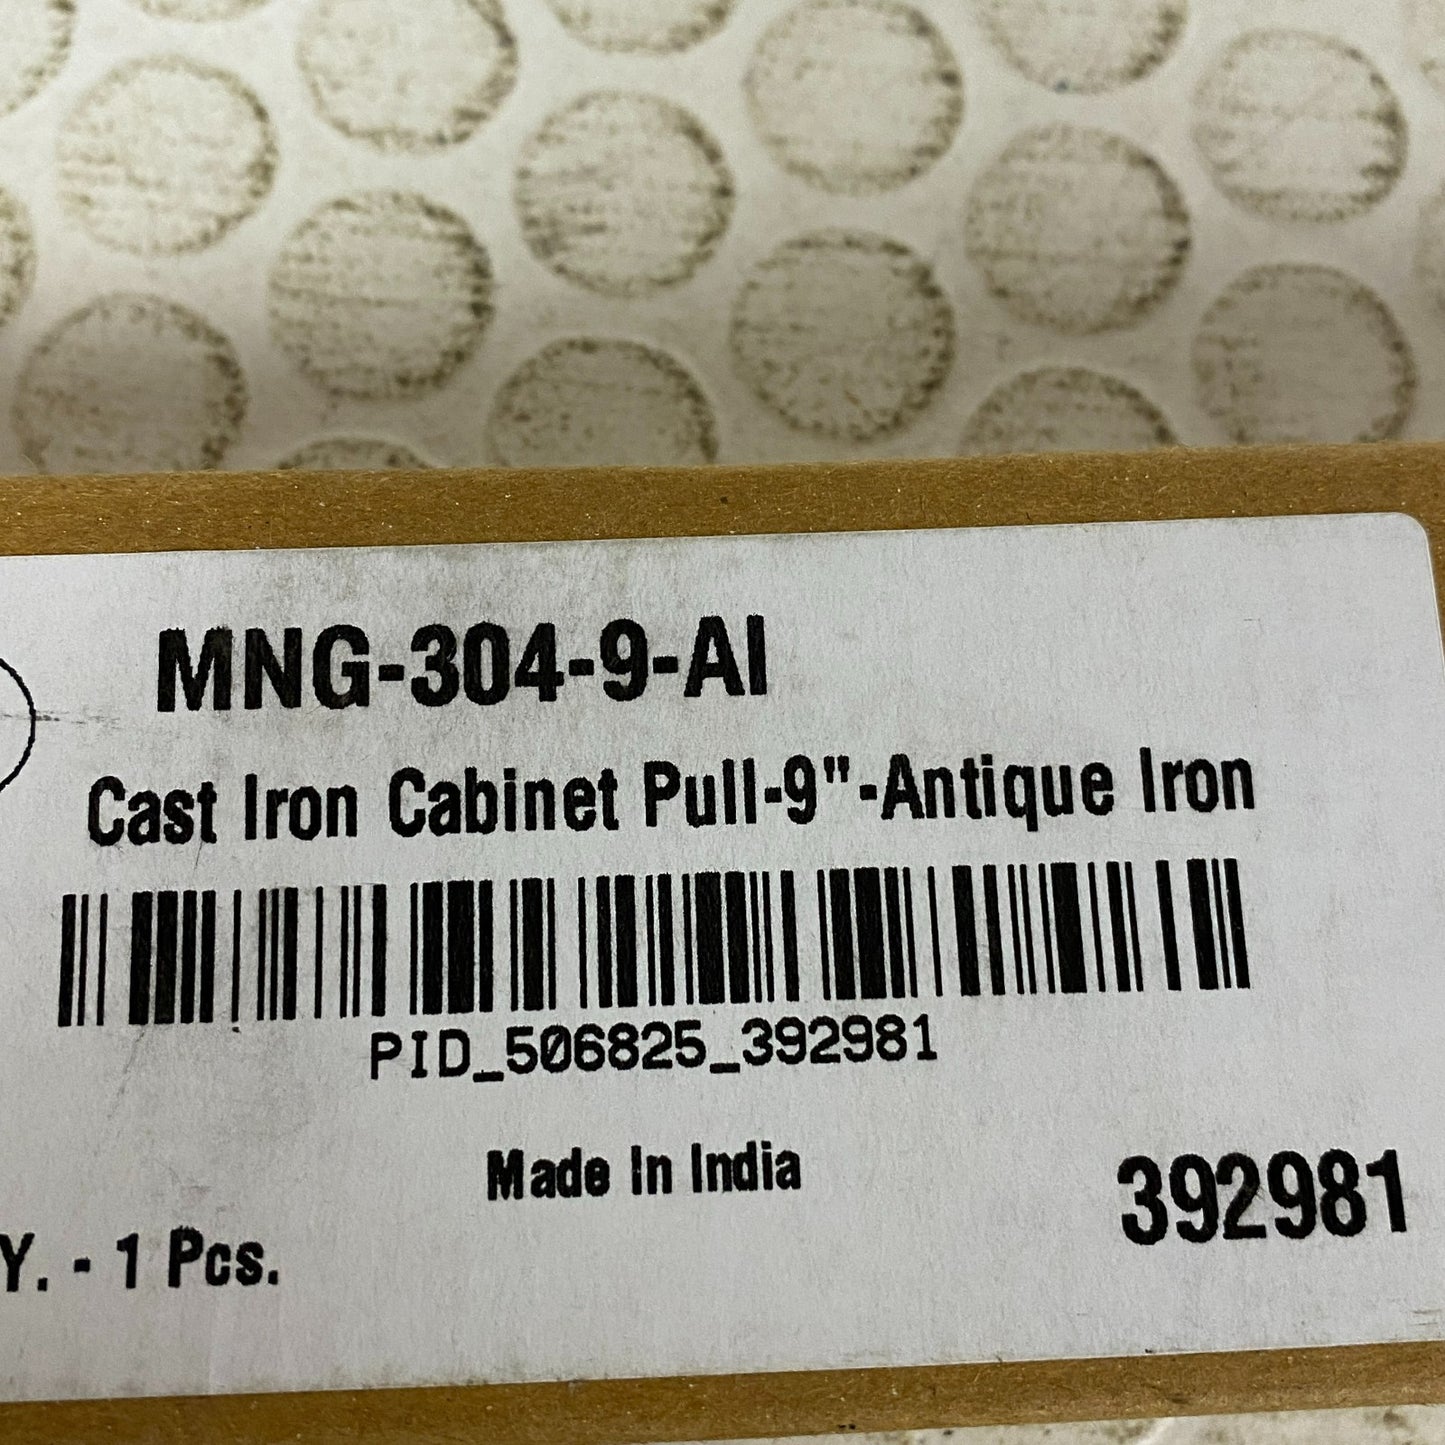 MNG-304-9-AI
Cast Iron Cabinet Pull-9"-Antique Iron
PID_506825_392981
Made In India
392981
Y. - 1 Pcs.